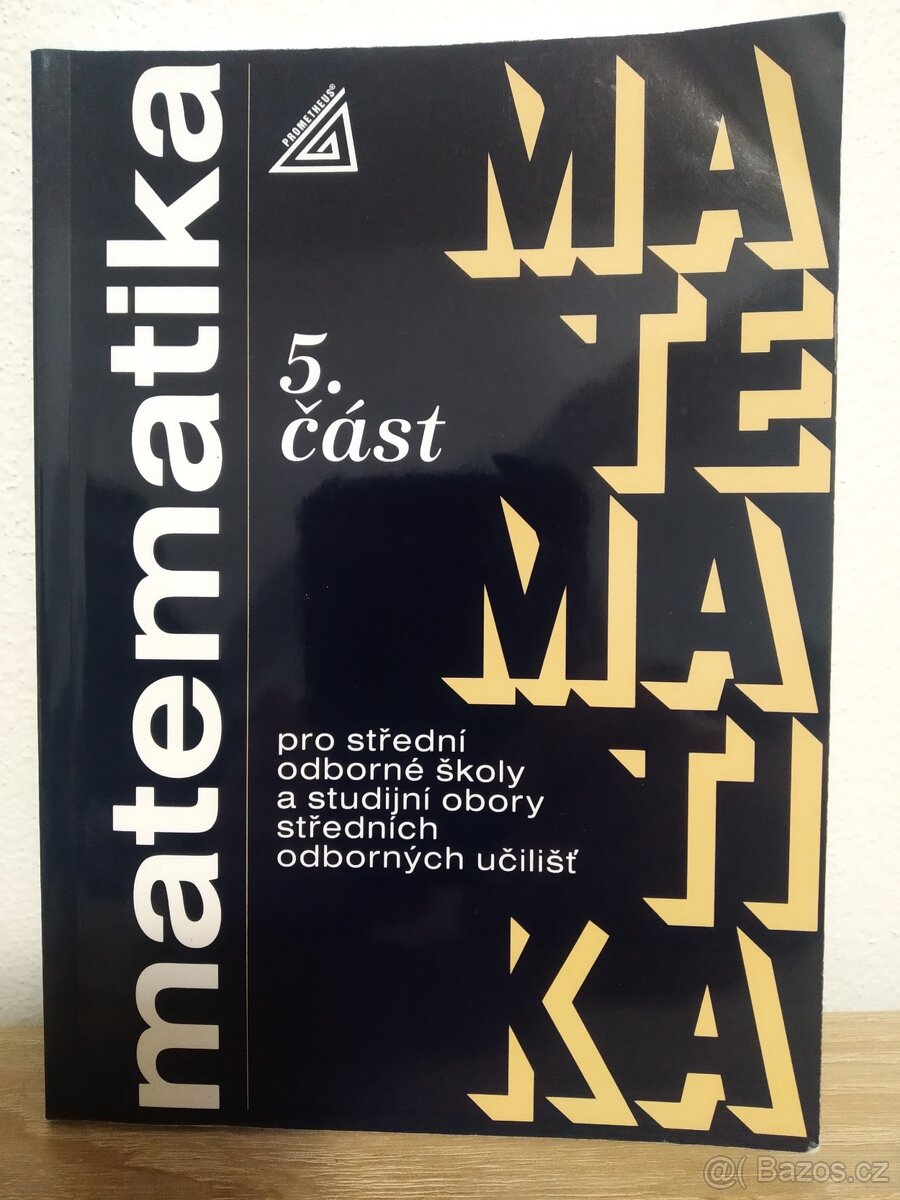 matematika
PROMETHEUS®
5.
část
pro střední
odborné školy
a studijní obory
středních
odborných učilišť
MA
TE
MA
TI
KA
@( Bazos.cz